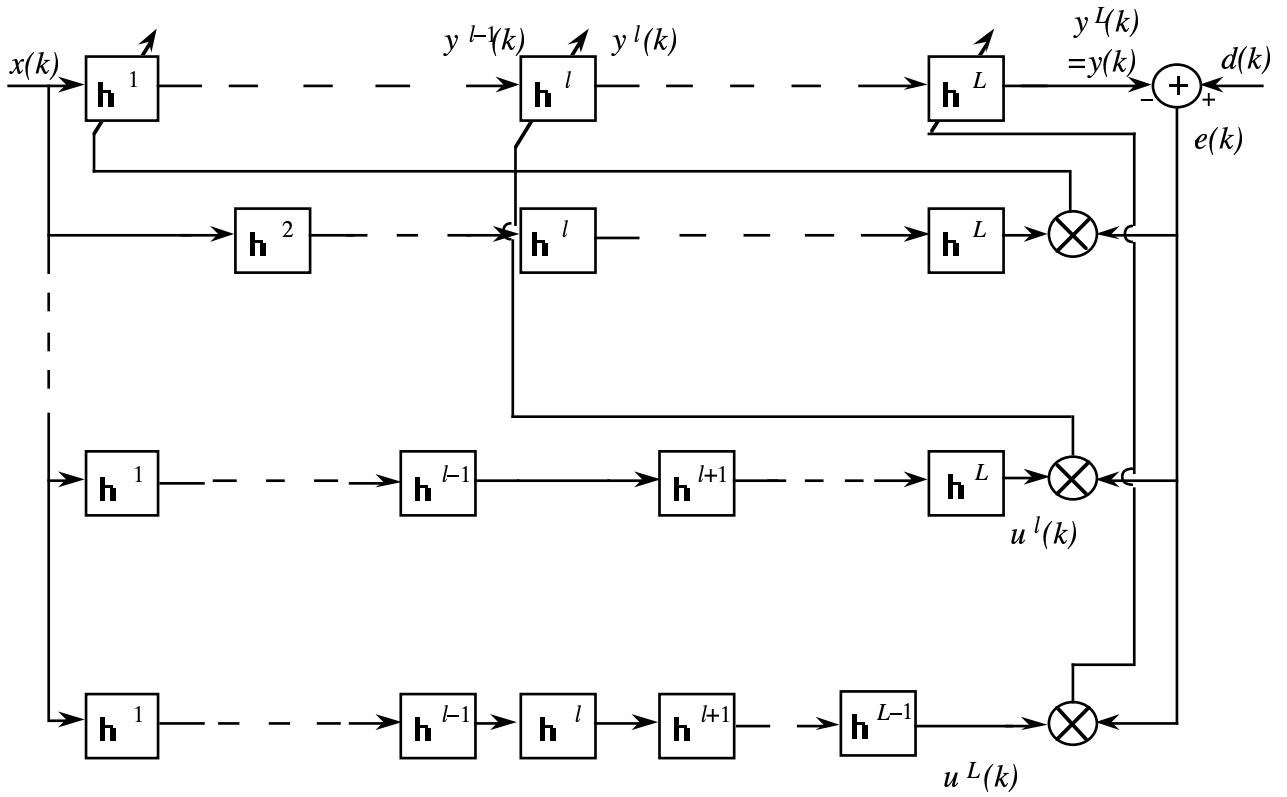 x(k) h 1 y l–1(k) h l y l(k) h L y L(k) =y(k) + d(k)
– +
e(k)
h 2 h l h L
h 1 h l–1 h l+1 h L
u l(k)
h 1 h l–1 h l h l+1 h L–1
u L(k)